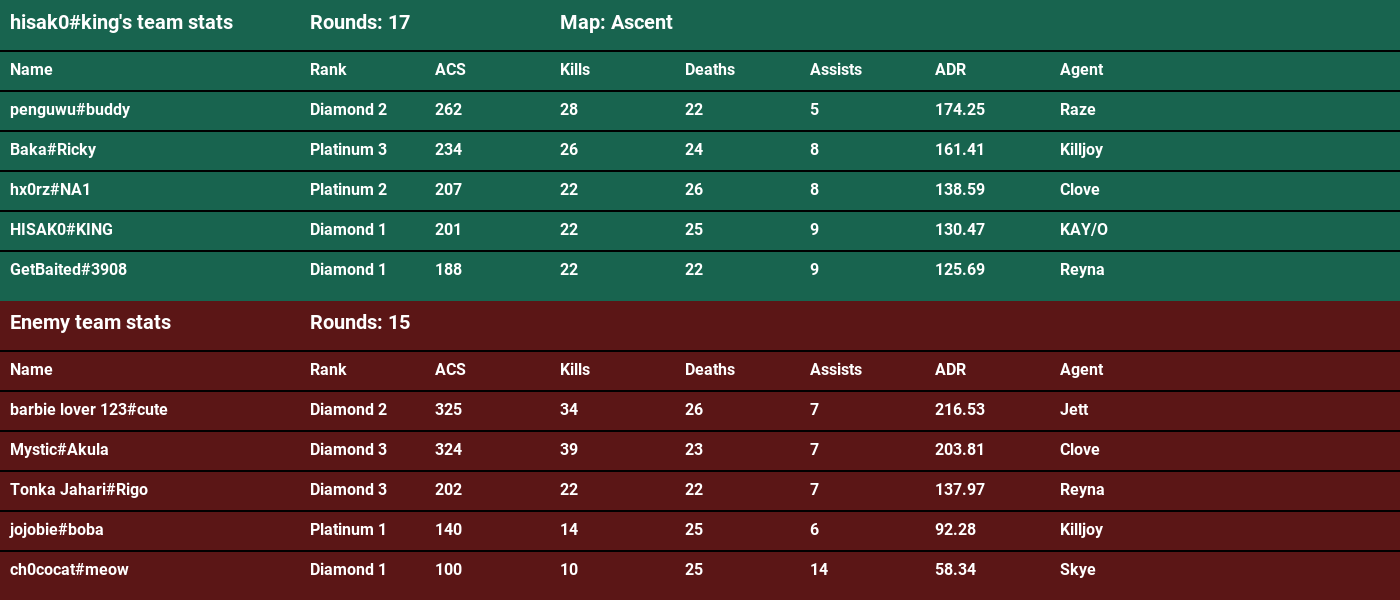 hisak0#king's team stats Rounds: 17 Map: Ascent
Name Rank ACS Kills Deaths Assists ADR Agent
penguwu#buddy Diamond 2 262 28 22 5 174.25 Raze
Baka#Ricky Platinum 3 234 26 24 8 161.41 Killjoy
hx0rz#NA1 Platinum 2 207 22 26 8 138.59 Clove
HISAK0#KING Diamond 1 201 22 25 9 130.47 KAY/O
GetBaited#3908 Diamond 1 188 22 22 9 125.69 Reyna
Enemy team stats Rounds: 15
Name Rank ACS Kills Deaths Assists ADR Agent
barbie lover 123#cute Diamond 2 325 34 26 7 216.53 Jett
Mystic#Akula Diamond 3 324 39 23 7 203.81 Clove
Tonka Jahari#Rigo Diamond 3 202 22 22 7 137.97 Reyna
jojobie#boba Platinum 1 140 14 25 6 92.28 Killjoy
ch0cocat#meow Diamond 1 100 10 25 14 58.34 Skye